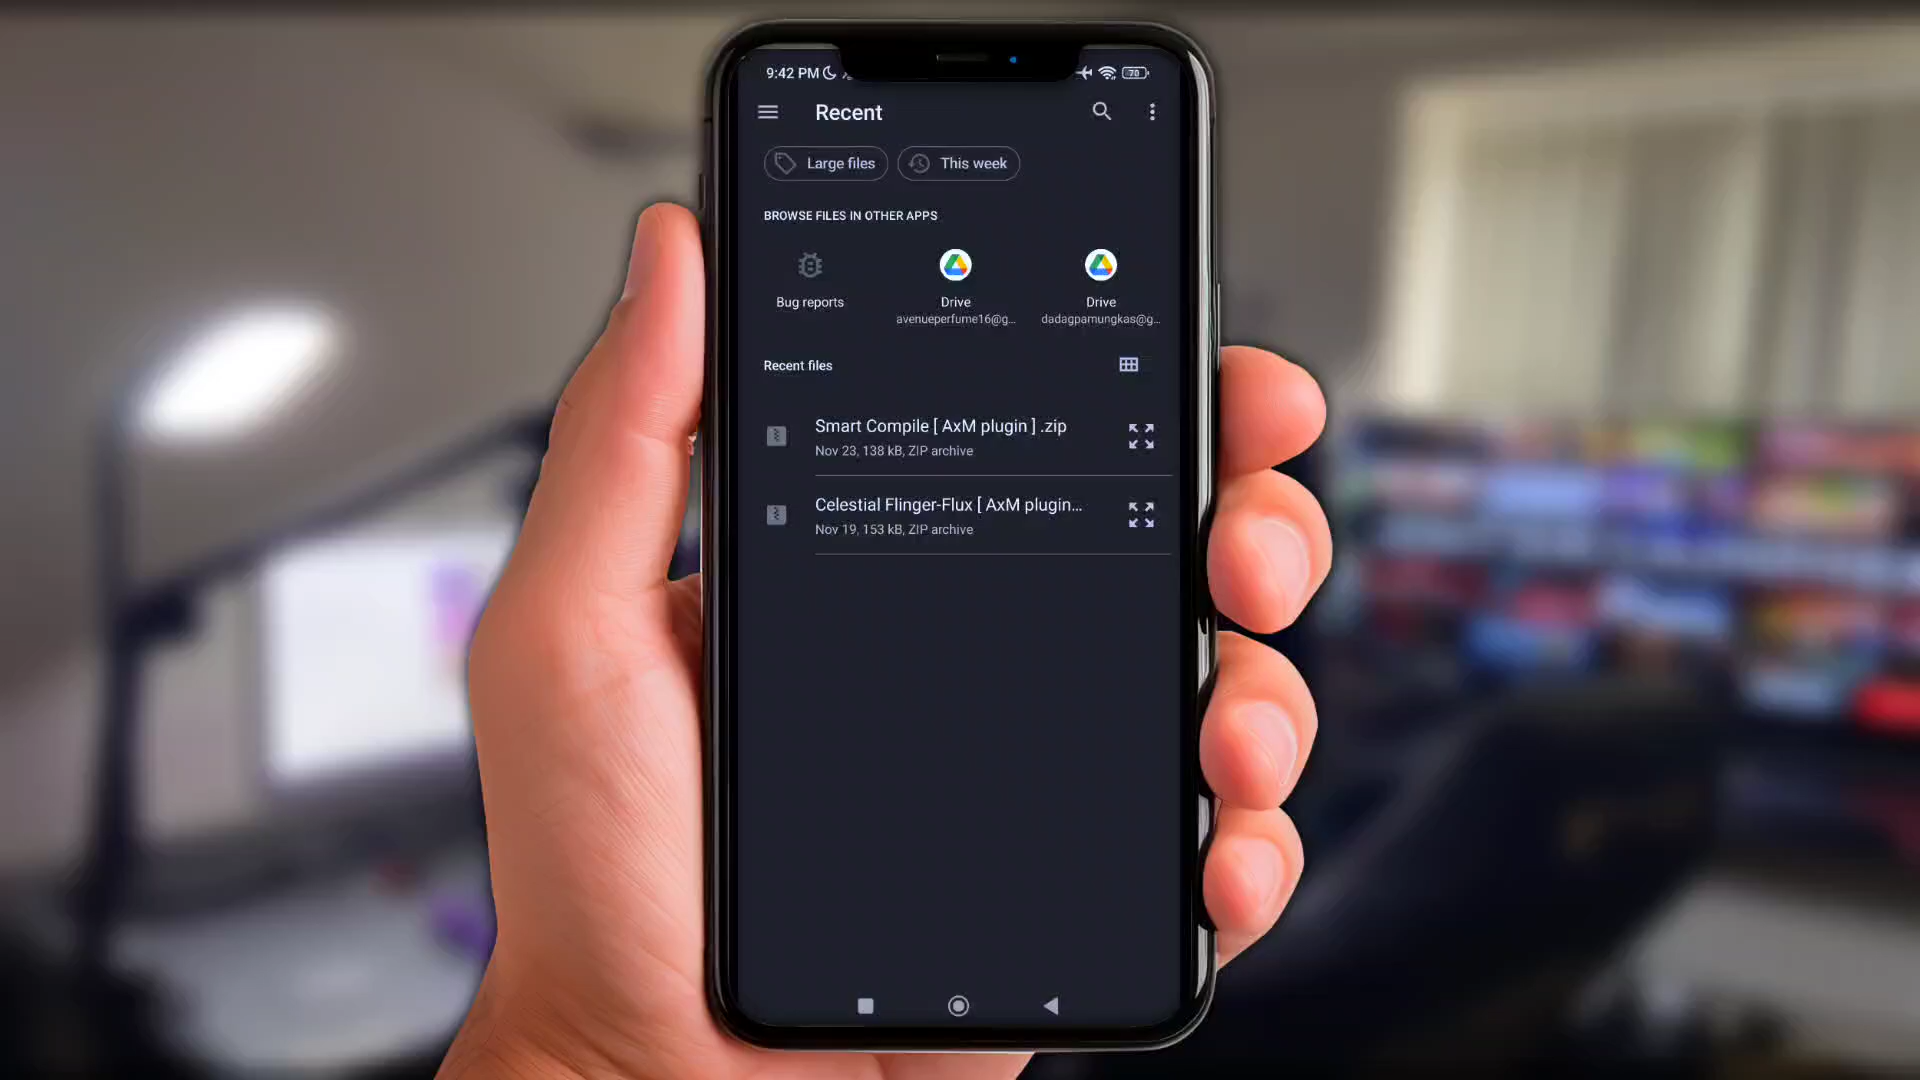 9:42 PM
70
Recent
Large files
This week
BROWSE FILES IN OTHER APPS
Bug reports
Drive
avenueperfume16@g...
Drive
dadagpamungkas@g...
Recent files
Smart Compile [ AxM plugin ] .zip
Nov 23, 138 kB, ZIP archive
Celestial Flinger-Flux [ AxM plugin...
Nov 19, 153 kB, ZIP archive